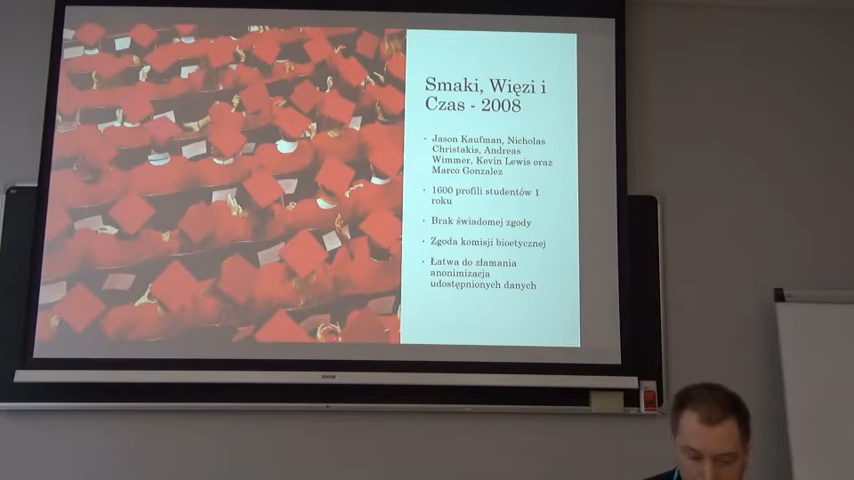 Smaki, Więzi i
Czas - 2008
Jason Kaufman, Nicholas
Christakis, Andreas
Wimmer, Kevin Lewis oraz
Marco Gonzalez
1600 profili studentów 1
roku
Brak świadomej zgody
Zgoda komisji bioetycznej
Łatwa do złamania
anonimizacja
udostępnionych danych